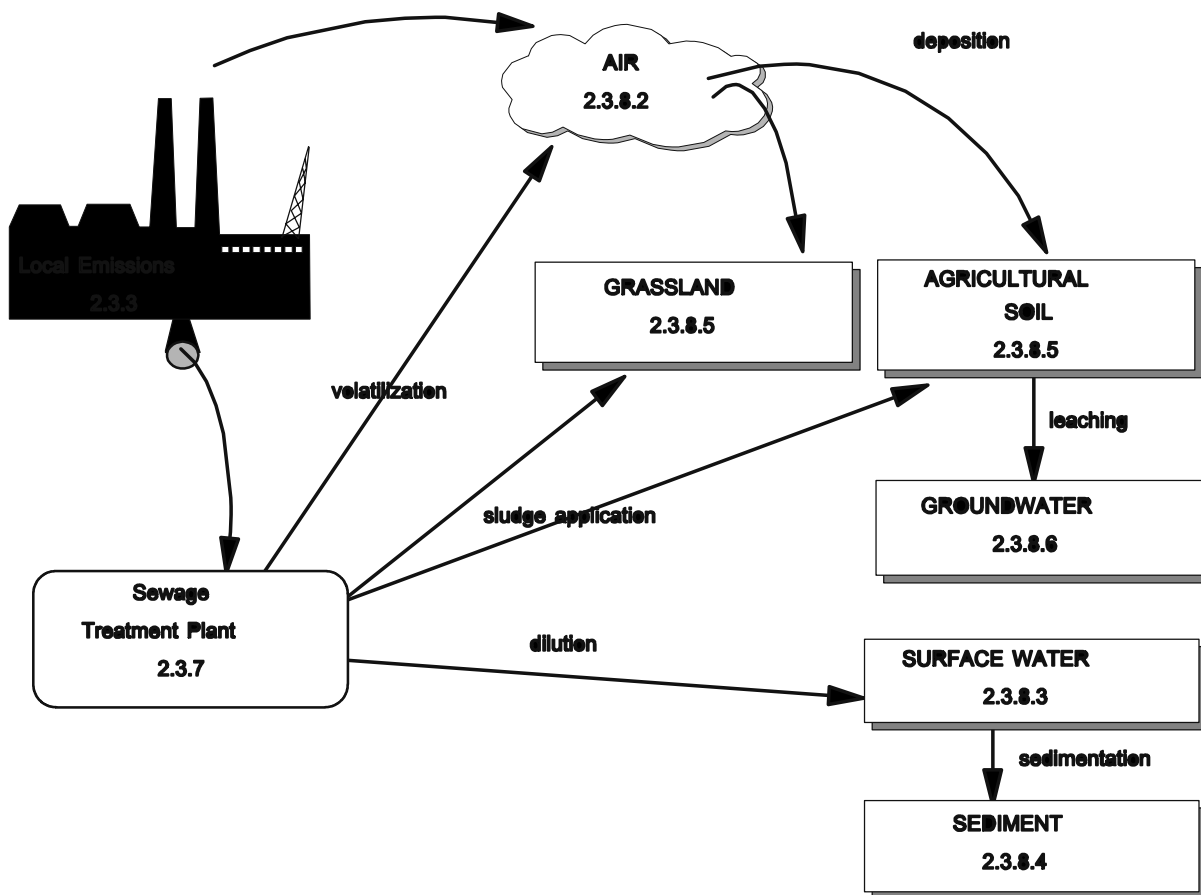 deposition
AIR
2.3.8.2
Local Emissions
2.3.3
GRASSLAND
2.3.8.5
AGRICULTURAL
SOIL
2.3.8.5
volatilization
leaching
sludge application
GROUNDWATER
2.3.8.6
Sewage
Treatment Plant
2.3.7
dilution
SURFACE WATER
2.3.8.3
sedimentation
SEDIMENT
2.3.8.4